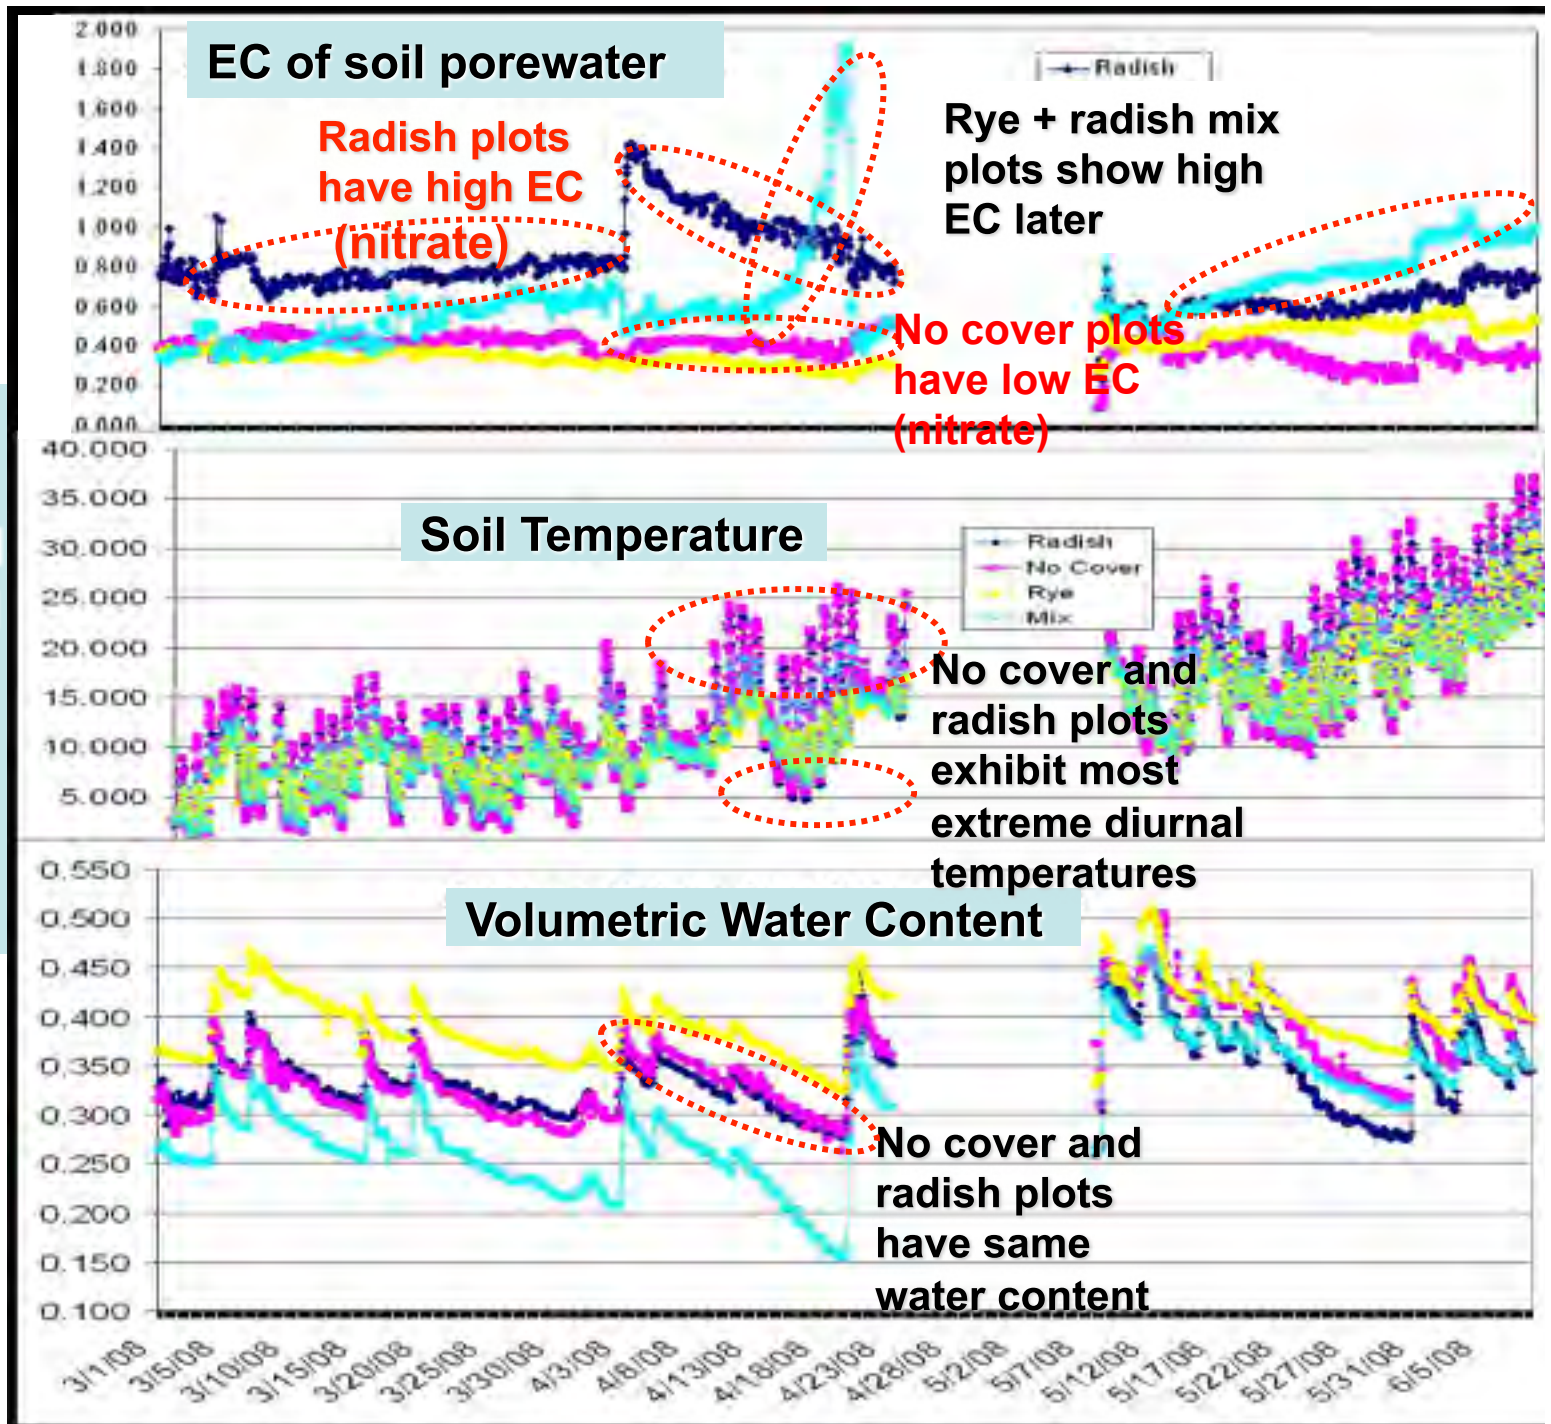 2.000
1.800
1.600
1.400
1.200
1.000
0.800
0.600
0.400
0.200
0.000
EC of soil porewater
Radish plots
have high EC
(nitrate)
Radish
Rye + radish mix
plots show high
EC later
No cover plots
have low EC
(nitrate)
40.000
35.000
30.000
25.000
20.000
15.000
10.000
5.000
Soil Temperature
Radish
No Cover
Rye
Mix
No cover and
radish plots
exhibit most
extreme diurnal
temperatures
0.550
0.500
0.450
0.400
0.350
0.300
0.250
0.200
0.150
0.100
Volumetric Water Content
No cover and
radish plots
have same
water content
3/1/08
3/5/08
3/10/08
3/15/08
3/20/08
3/25/08
3/30/08
4/3/08
4/8/08
4/13/08
4/18/08
4/23/08
4/28/08
5/2/08
5/7/08
5/12/08
5/17/08
5/22/08
5/27/08
5/31/08
6/5/08